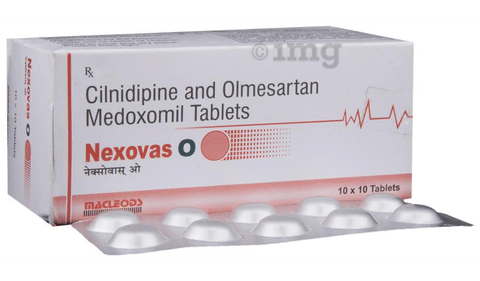 ©1mg
Rx
Cilnidipine and Olmesartan
Medoxomil Tablets
Nexovas O
नेक्सोवास् ओ
10 x 10 Tablets
MACLEODS